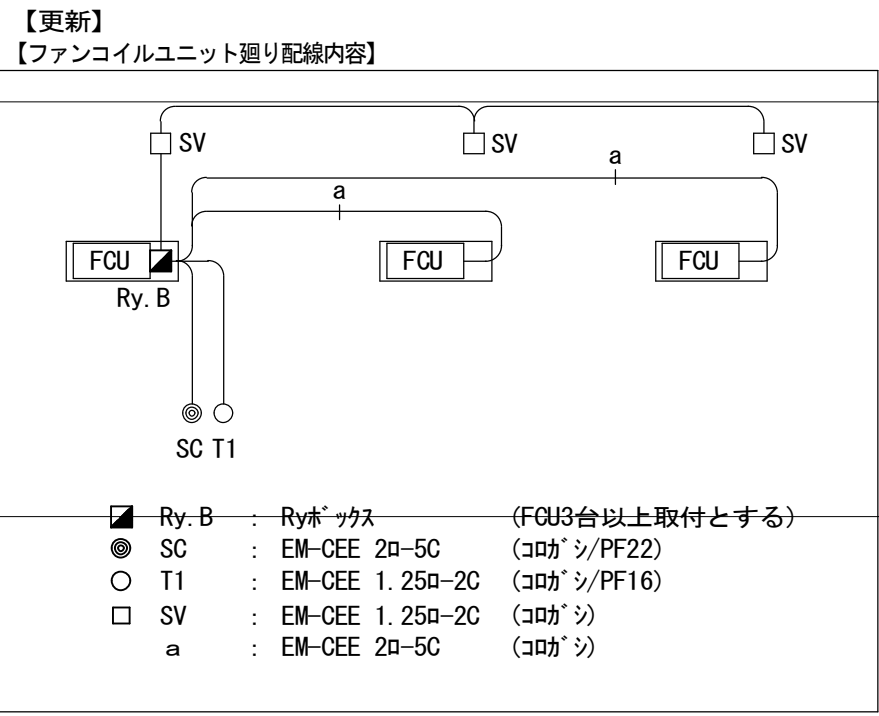 【更新】
【ファンコイルユニット廻り配線内容】
SV SV SV
a
a
FCU FCU FCU
Ry.B
SC T1
Ry.B : Ryﾎﾞｯｸｽ (FCU3台以上取付とする)
SC : EM-CEE 2ﾛ-5C (ｺﾛｶﾞｼ/PF22)
T1 : EM-CEE 1.25ﾛ-2C (ｺﾛｶﾞｼ/PF16)
SV : EM-CEE 1.25ﾛ-2C (ｺﾛｶﾞｼ)
a : EM-CEE 2ﾛ-5C (ｺﾛｶﾞｼ)